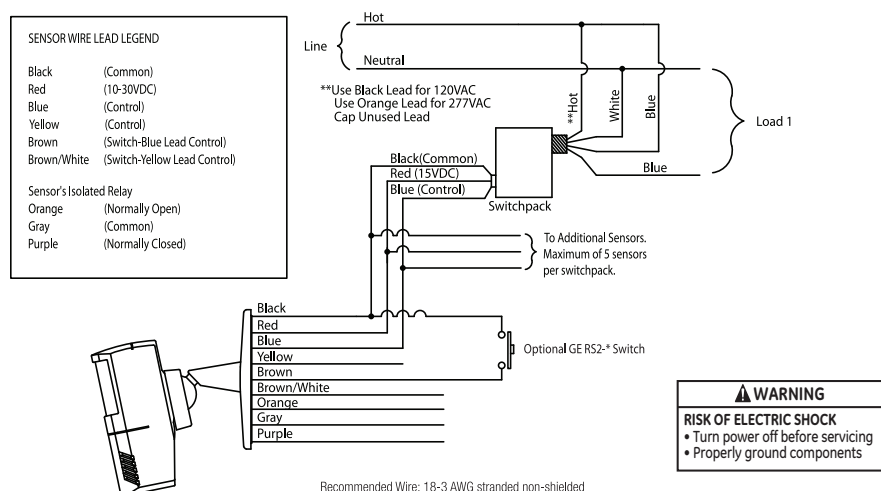 SENSOR WIRE LEAD LEGEND
Black (Common)
Red (10-30VDC)
Blue (Control)
Yellow (Control)
Brown (Switch-Blue Lead Control)
Brown/White (Switch-Yellow Lead Control)
Sensor's Isolated Relay
Orange (Normally Open)
Gray (Common)
Purple (Normally Closed)
Hot
Line
Neutral
**Use Black Lead for 120VAC
Use Orange Lead for 277VAC
Cap Unused Lead
**Hot
White
Blue
Load 1
Blue
Black(Common)
Red (15VDC)
Blue (Control)
Switchpack
To Additional Sensors.
Maximum of 5 sensors
per switchpack.
Black
Red
Blue
Yellow
Brown
Brown/White
Orange
Gray
Purple
Optional GE RS2-* Switch
WARNING
RISK OF ELECTRIC SHOCK
• Turn power off before servicing
• Properly ground components
Recommended Wire: 18-3 AWG stranded non-shielded